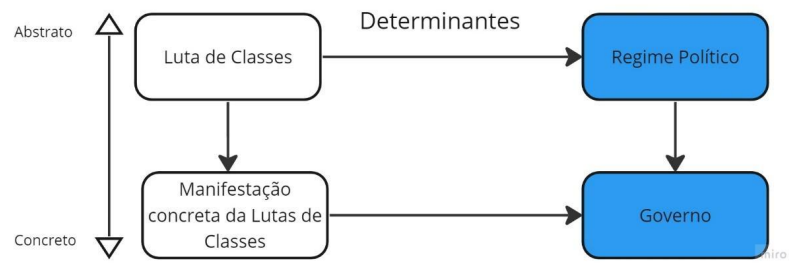 Determinantes
Abstrato
Luta de Classes
Regime Político
Manifestação
concreta da Lutas de
Classes
Governo
Concreto
miro